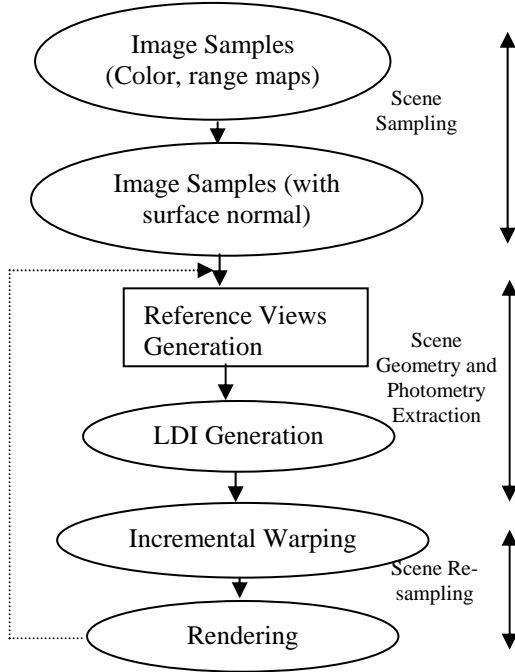 Image Samples
(Color, range maps)
Scene
Sampling
Image Samples (with
surface normal)
Reference Views
Generation
Scene
Geometry and
Photometry
Extraction
LDI Generation
Incremental Warping
Scene Re-
sampling
Rendering